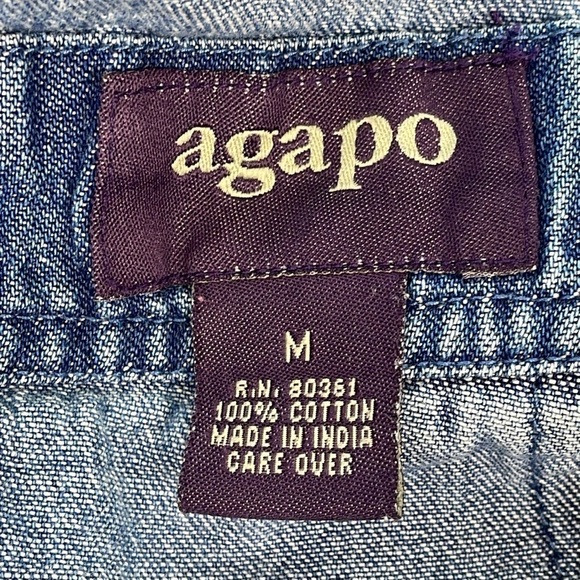 agapo
M
R.N. 80361
100% COTTON
MADE IN INDIA
CARE OVER